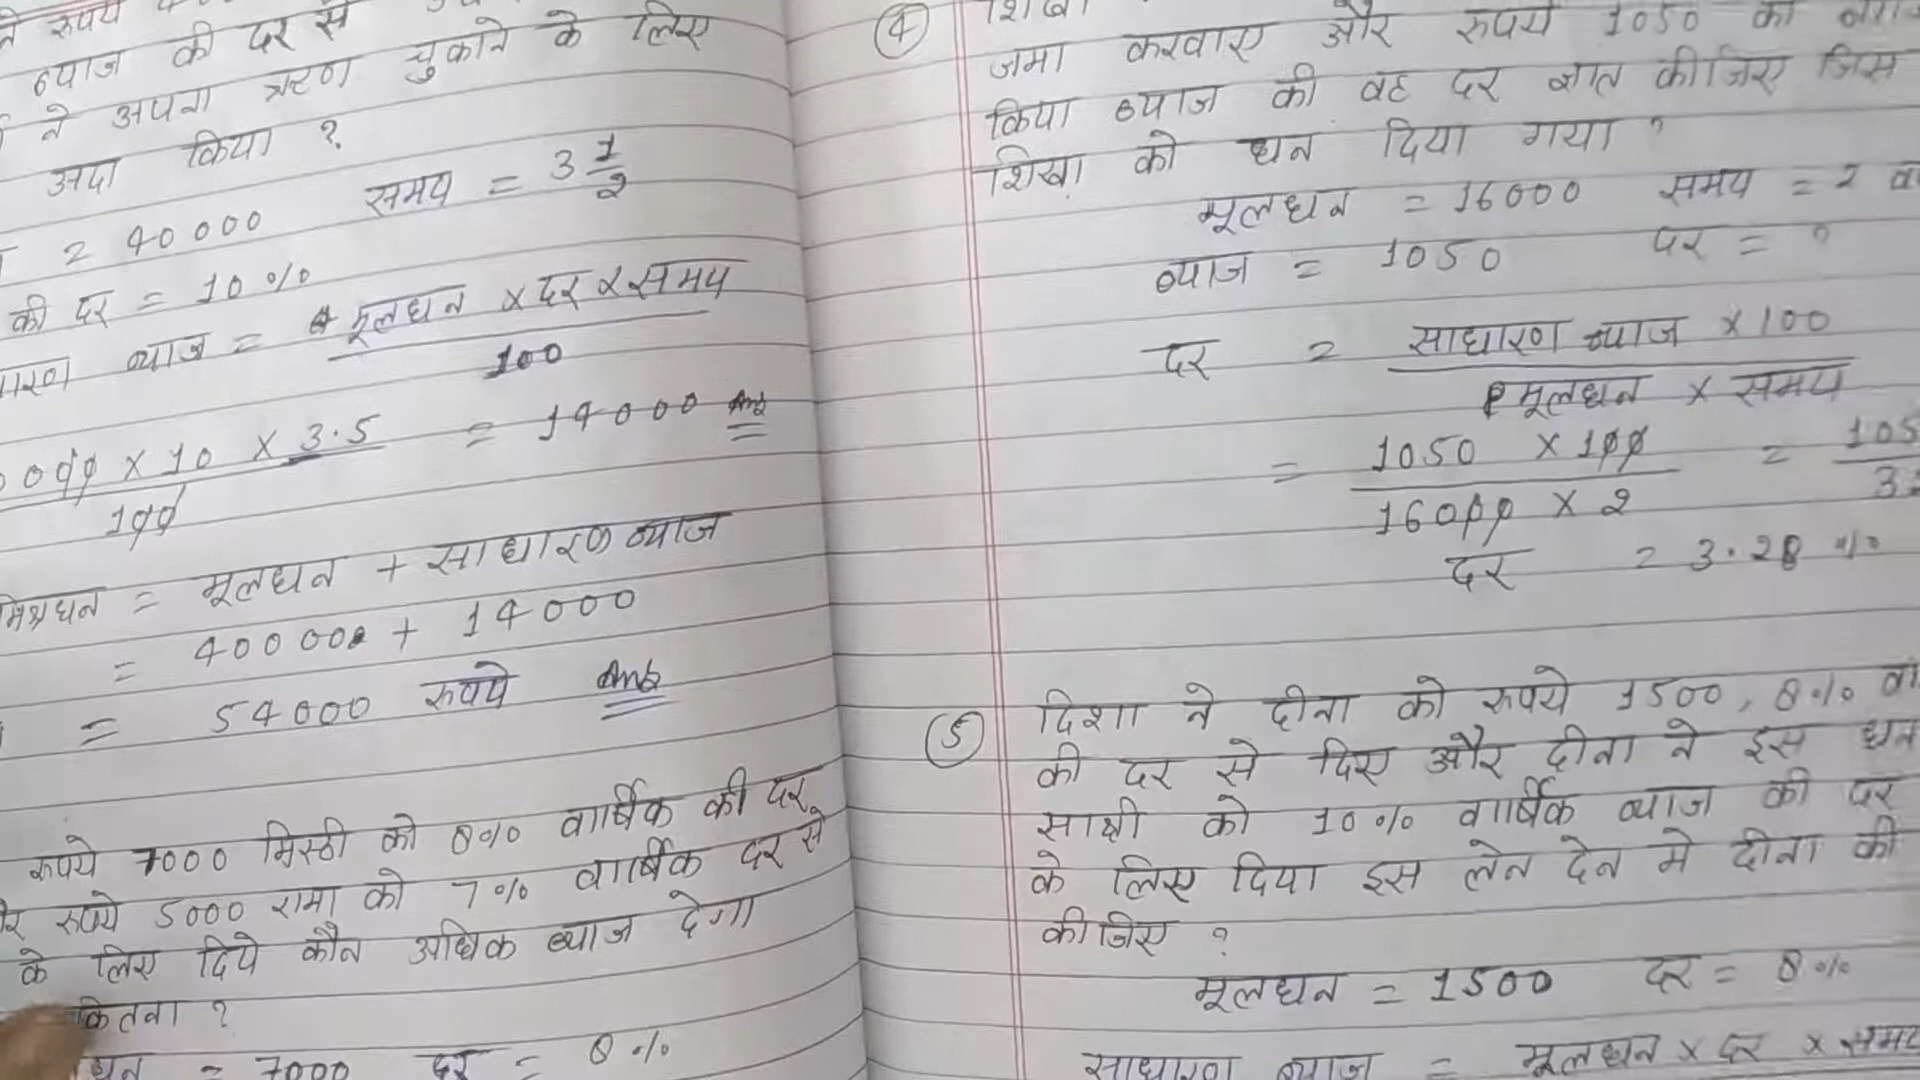 ब्याज की दर से
ने अपना ऋण चुकाने के लिए
अदा किया ?
= 40000 समय = 3 1/2
की दर = 10 %
ब्याज = मूलधन × दर × समय
100
× 10 × 3.5 = 14000 Ans
100
मिश्रधन = मूलधन + साधारण ब्याज
= 40000 + 14000
= 54000 रुपये Ans
रुपये 7000 मिस्ठी को 8% वार्षिक की दर
रुपये 5000 रामा को 7% वार्षिक दर से
के लिए दिये कौन अधिक ब्याज देगा
कितना ?
= 7000 दर = 8 %
4 शिखा
जमा करवाए और रुपये 1050 का
किया ब्याज की वह दर ज्ञात कीजिए जिस
शिखा को धन दिया गया ?
मूलधन = 16000 समय = 2
ब्याज = 1050 दर = ?
दर = साधारण ब्याज × 100
मूलधन × समय
= 1050 × 100 = 105
16000 × 2
दर = 3.28 %
5 दिशा ने दीना को रुपये 1500, 8%
की दर से दिए और दीना ने इस धन
साक्षी को 10% वार्षिक ब्याज की दर
के लिए दिया इस लेन देन मे दीना की
कीजिए ?
मूलधन = 1500 दर = 8%
साधारण ब्याज = मूलधन × दर × समय